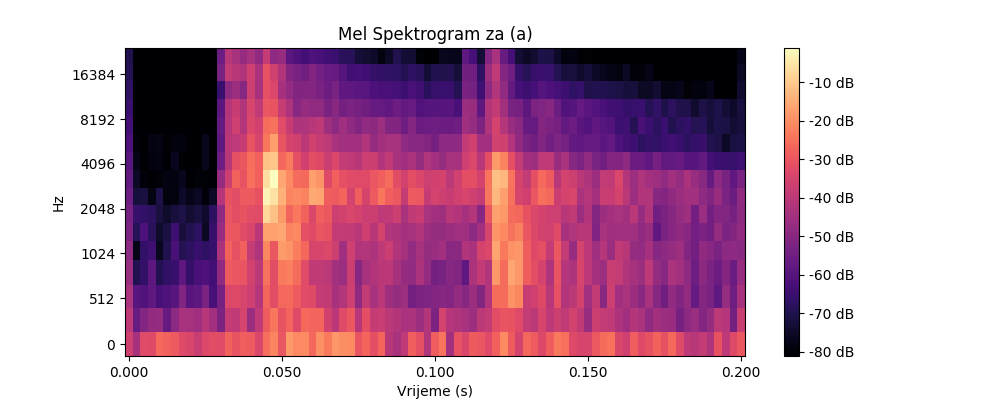 Mel Spektrogram za (a)
Hz
16384
8192
4096
2048
1024
512
0
0.000 0.050 0.100 0.150 0.200
Vrijeme (s)
-10 dB
-20 dB
-30 dB
-40 dB
-50 dB
-60 dB
-70 dB
-80 dB